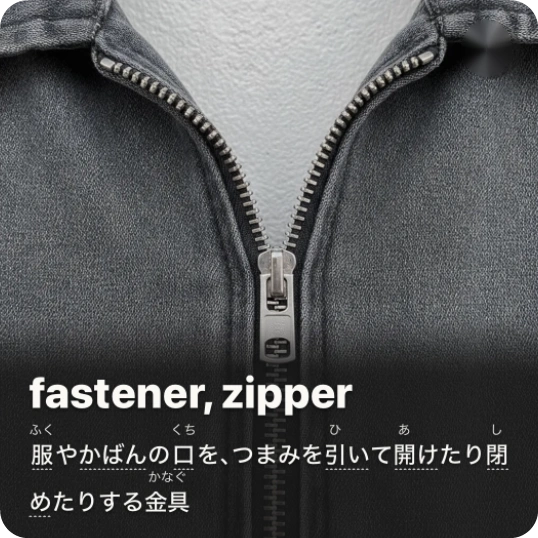 fastener, zipper
ふく くち ひ あ し
服やかばんの口を、つまみを引いて開けたり閉
かなぐ
めたりする金具